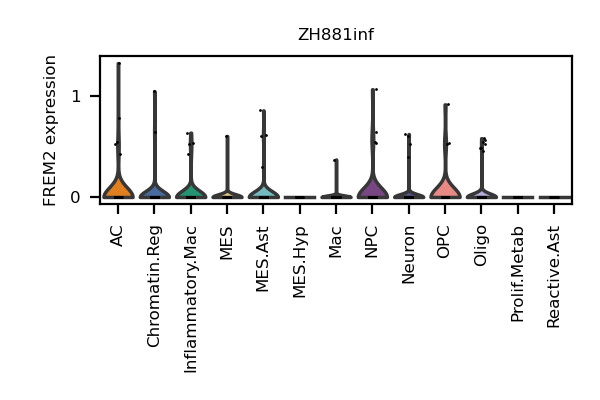 ZH881inf
FREM2 expression
1
0
AC
Chromatin.Reg
Inflammatory.Mac
MES
MES.Ast
MES.Hyp
Mac
NPC
Neuron
OPC
Oligo
Prolif.Metab
Reactive.Ast